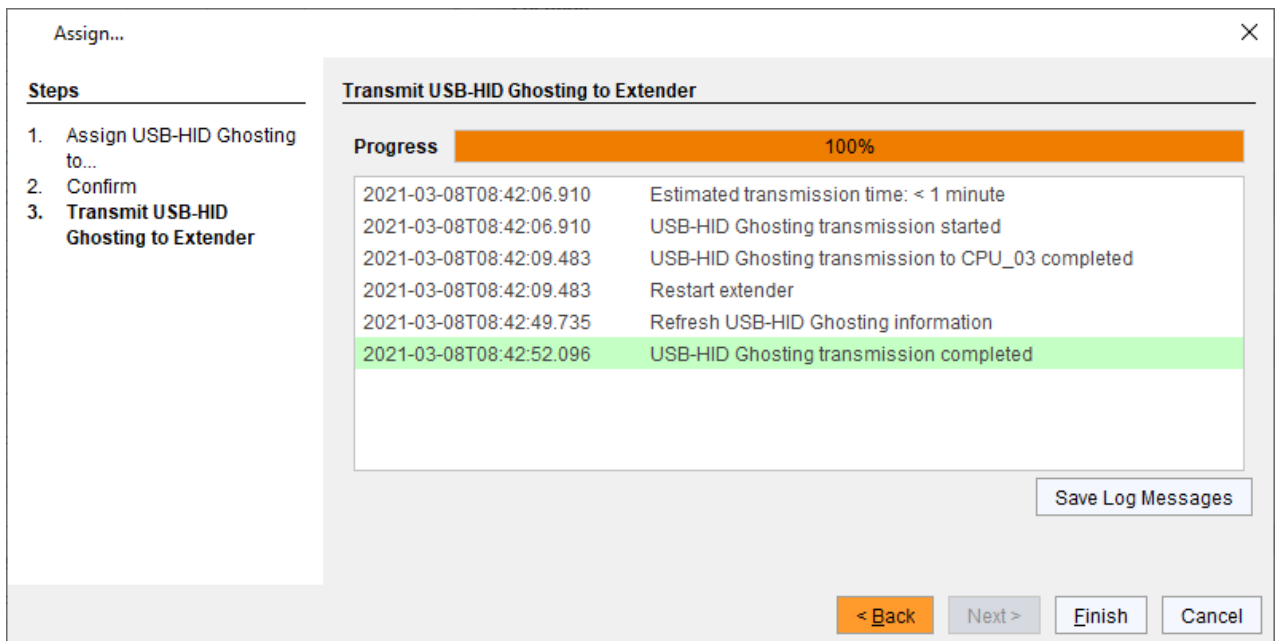 Assign...
Steps
1. Assign USB-HID Ghosting
to...
2. Confirm
3. Transmit USB-HID
Ghosting to Extender
Transmit USB-HID Ghosting to Extender
Progress 100%
2021-03-08T08:42:06.910 Estimated transmission time: < 1 minute
2021-03-08T08:42:06.910 USB-HID Ghosting transmission started
2021-03-08T08:42:09.483 USB-HID Ghosting transmission to CPU_03 completed
2021-03-08T08:42:09.483 Restart extender
2021-03-08T08:42:49.735 Refresh USB-HID Ghosting information
2021-03-08T08:42:52.096 USB-HID Ghosting transmission completed
Save Log Messages
< Back Next > Finish Cancel